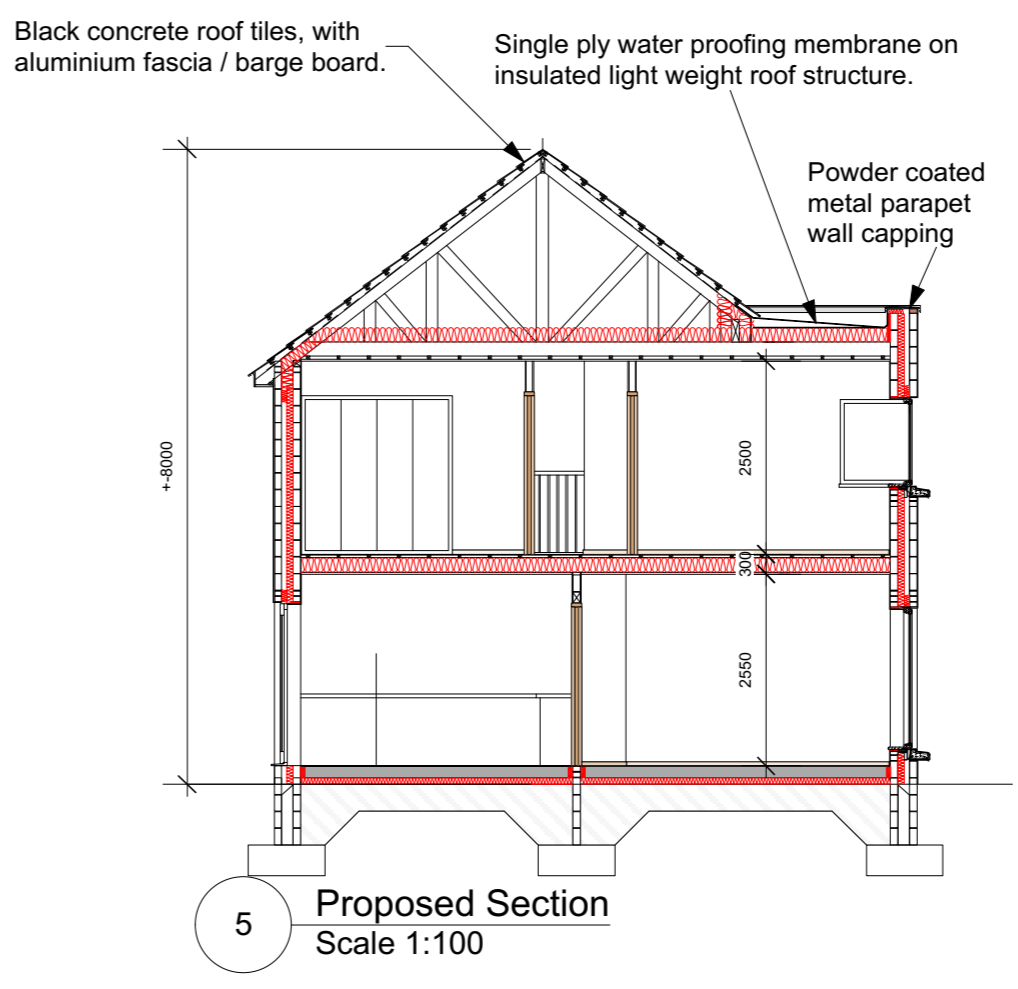 Black concrete roof tiles, with
aluminium fascia / barge board.
Single ply water proofing membrane on
insulated light weight roof structure.
Powder coated
metal parapet
wall capping
+-8000
2500
300
2550
5
Proposed Section
Scale 1:100